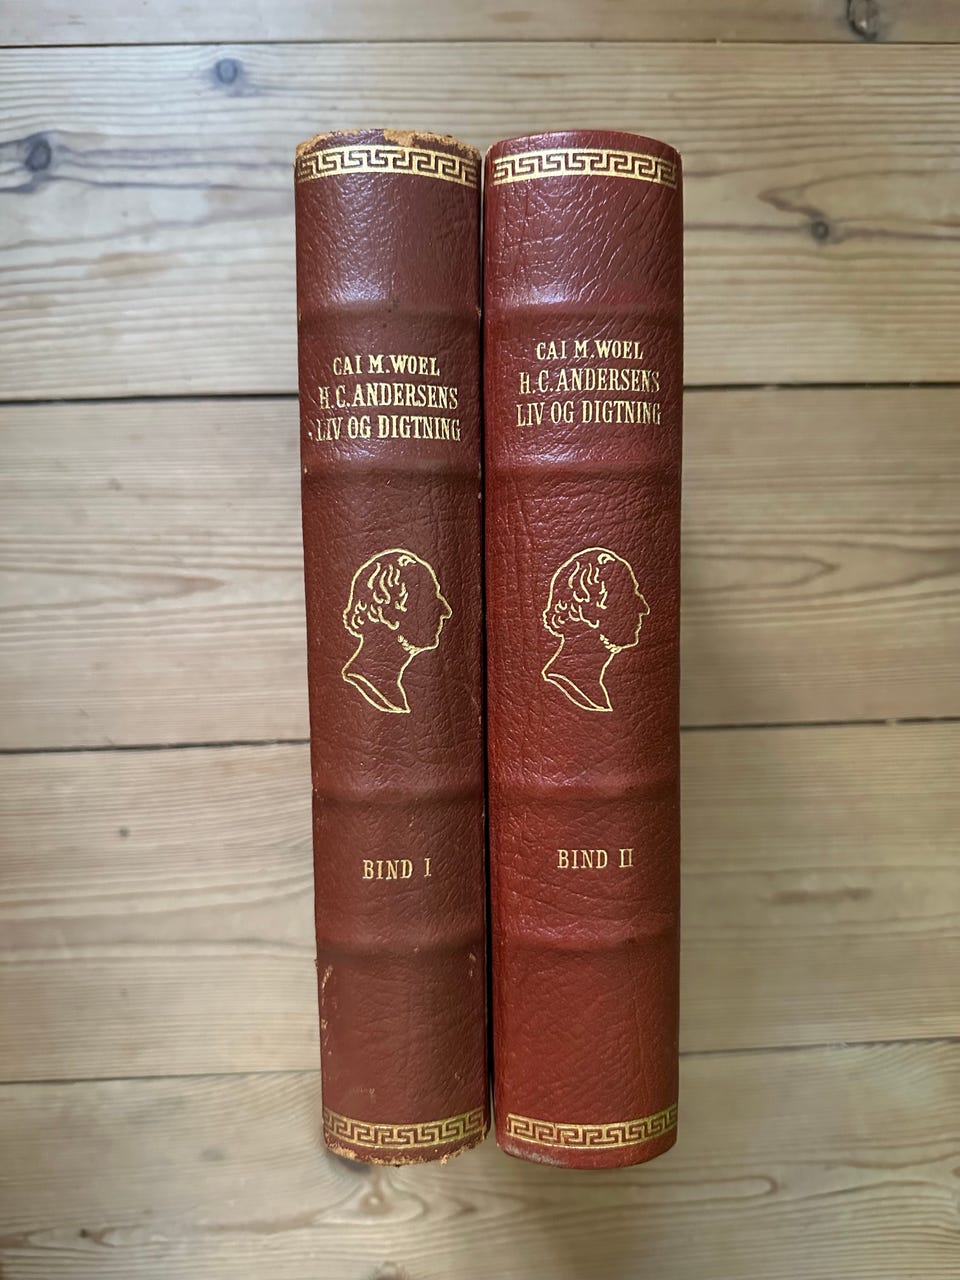 CAI M. WOEL
H. C. ANDERSENS
LIV OG DIGTNING
BIND I
CAI M. WOEL
H. C. ANDERSENS
LIV OG DIGTNING
BIND II